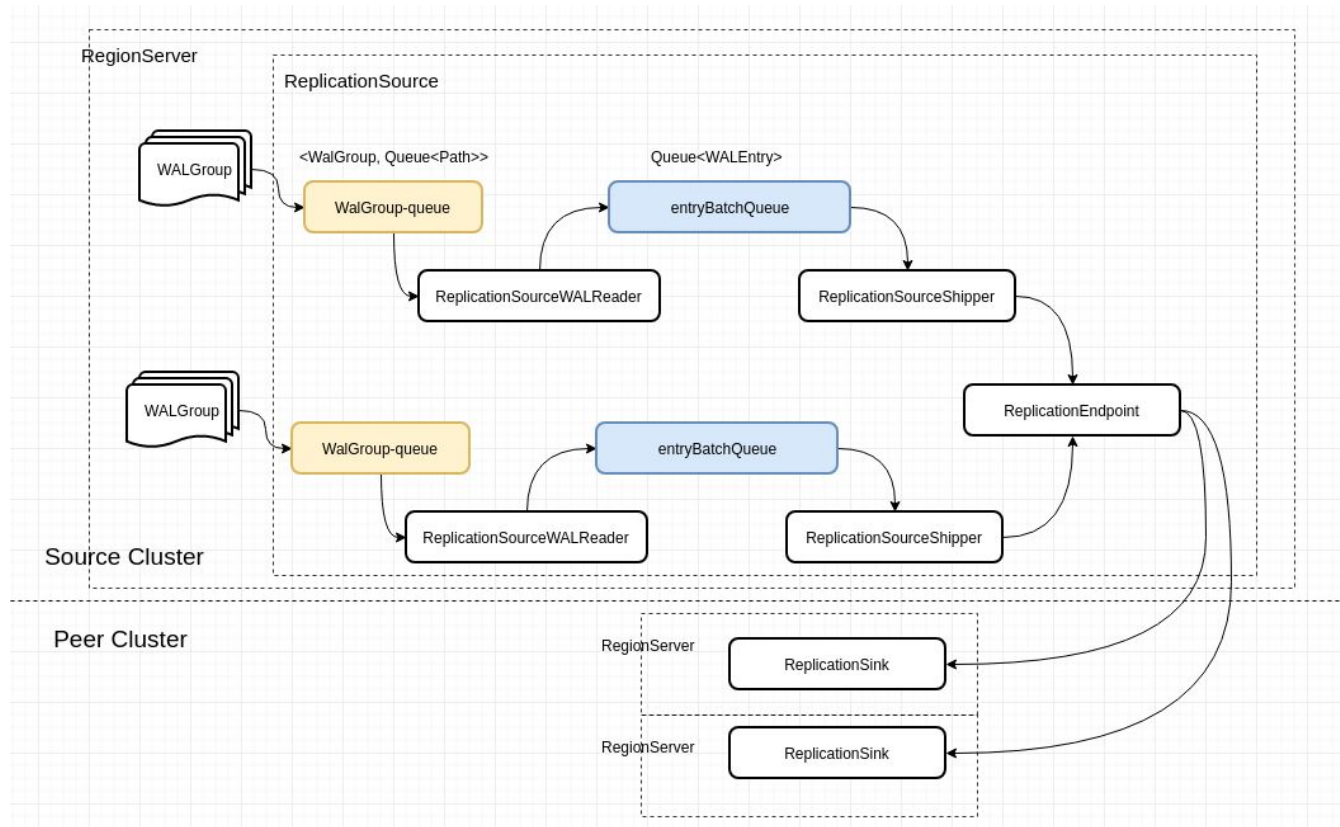 RegionServer
ReplicationSource
<WalGroup, Queue<Path>>
Queue<WALEntry>
WALGroup
WalGroup-queue
entryBatchQueue
ReplicationSourceWALReader
ReplicationSourceShipper
ReplicationEndpoint
WALGroup
WalGroup-queue
entryBatchQueue
ReplicationSourceWALReader
ReplicationSourceShipper
Source Cluster
Peer Cluster
RegionServer
ReplicationSink
RegionServer
ReplicationSink